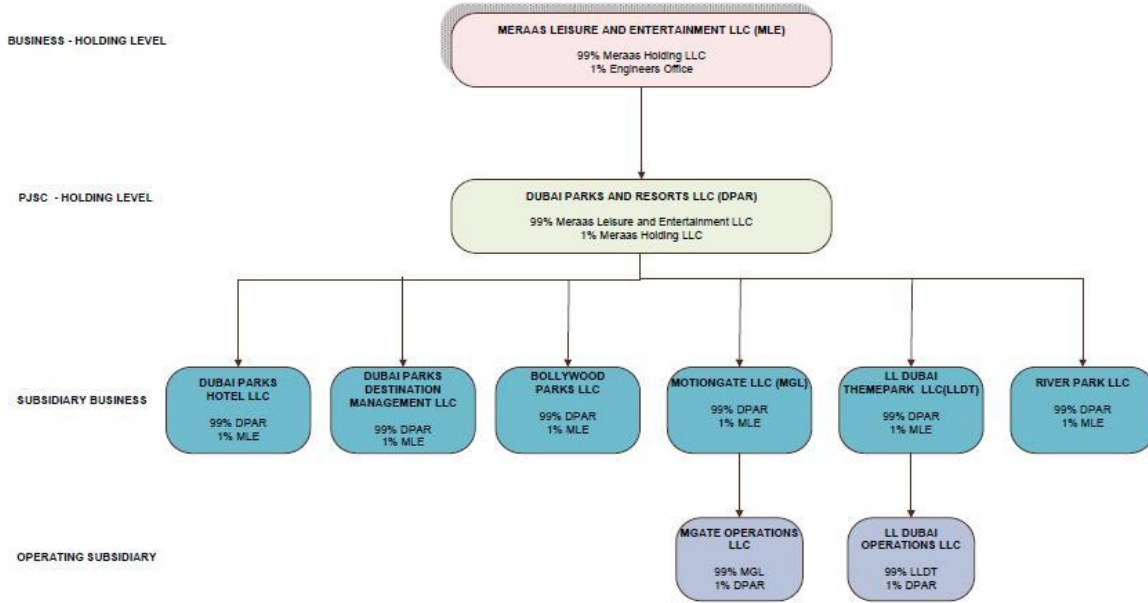 BUSINESS - HOLDING LEVEL
MERAAS LEISURE AND ENTERTAINMENT LLC (MLE)
99% Meraas Holding LLC
1% Engineers Office
PJSC - HOLDING LEVEL
DUBAI PARKS AND RESORTS LLC (DPAR)
99% Meraas Leisure and Entertainment LLC
1% Meraas Holding LLC
SUBSIDIARY BUSINESS
DUBAI PARKS
HOTEL LLC
99% DPAR
1% MLE
DUBAI PARKS
DESTINATION
MANAGEMENT LLC
99% DPAR
1% MLE
BOLLYWOOD
PARKS LLC
99% DPAR
1% MLE
MOTIONGATE LLC (MGL)
99% DPAR
1% MLE
LL DUBAI
THEMEPARK LLC(LLDT)
99% DPAR
1% MLE
RIVER PARK LLC
99% DPAR
1% MLE
OPERATING SUBSIDIARY
MGATE OPERATIONS
LLC
99% MGL
1% DPAR
LL DUBAI
OPERATIONS LLC
99% LLDT
1% DPAR